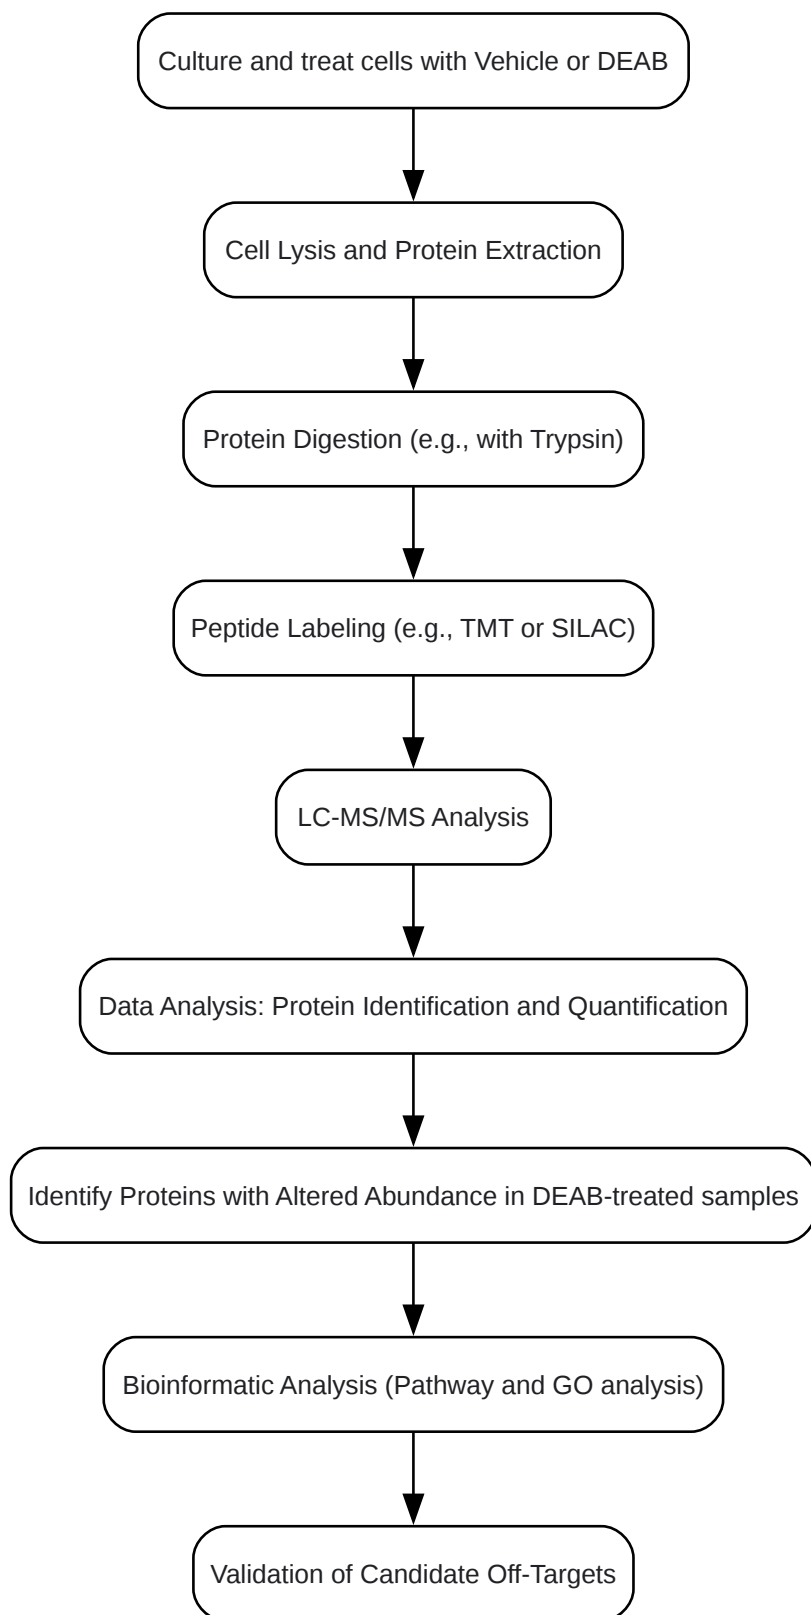 Culture and treat cells with Vehicle or DEAB
Cell Lysis and Protein Extraction
Protein Digestion (e.g., with Trypsin)
Peptide Labeling (e.g., TMT or SILAC)
LC-MS/MS Analysis
Data Analysis: Protein Identification and Quantification
Identify Proteins with Altered Abundance in DEAB-treated samples
Bioinformatic Analysis (Pathway and GO analysis)
Validation of Candidate Off-Targets